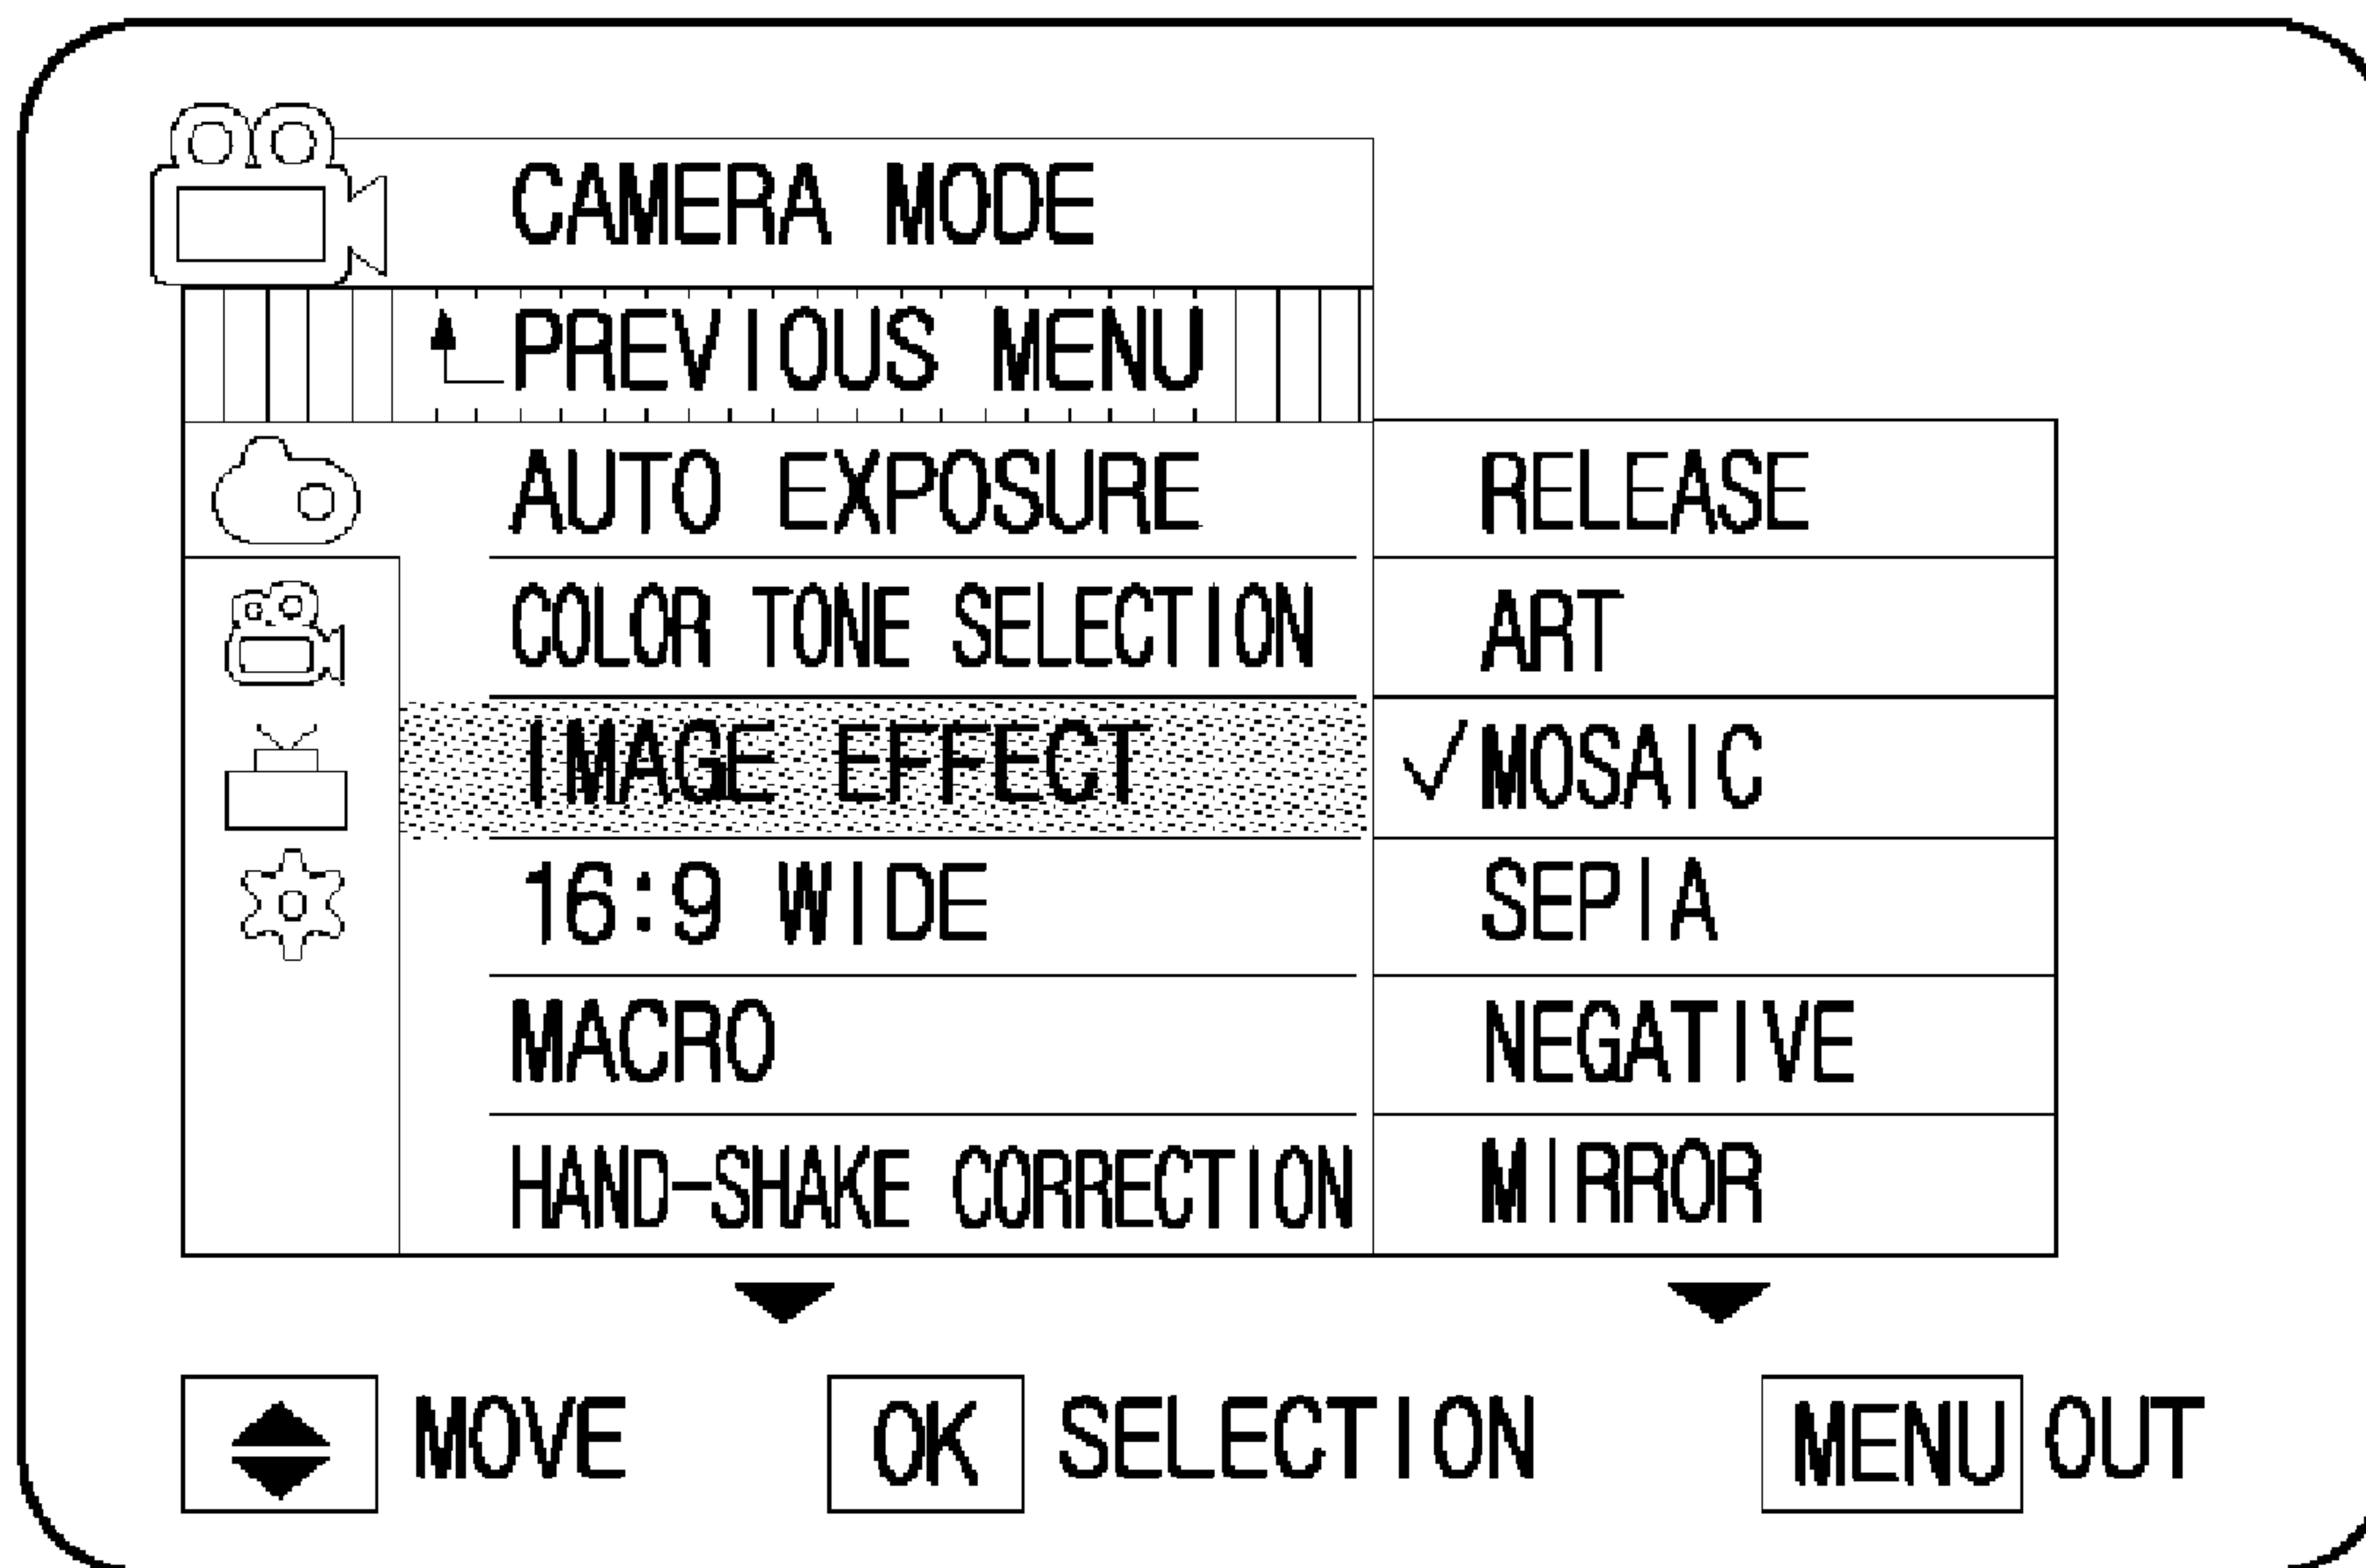 CAMERA MODE
PREVIOUS MENU
AUTO EXPOSURE
COLOR TONE SELECTION
IMAGE EFFECT
16:9 WIDE
MACRO
HAND-SHAKE CORRECTION
RELEASE
ART
✓MOSAIC
SEPIA
NEGATIVE
MIRROR
MOVE OK SELECTION MENU OUT